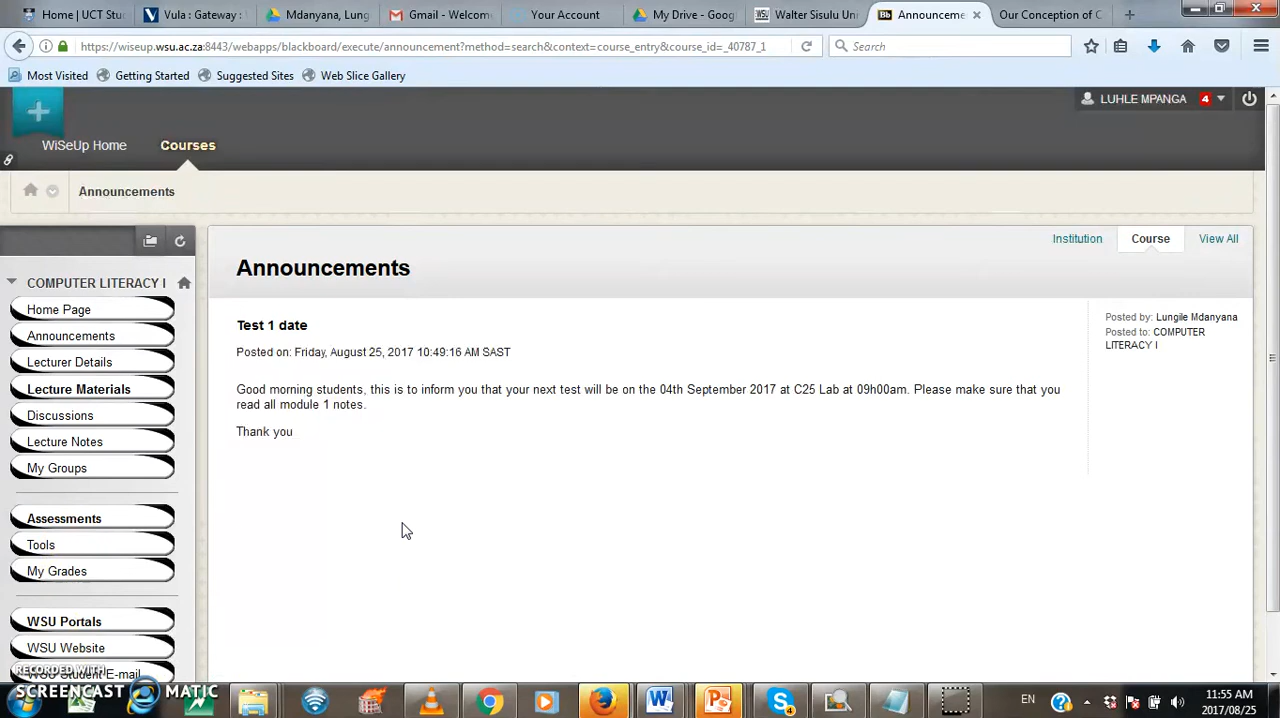 Home | UCT Stud
Vula : Gateway :
Mdanyana, Lung
Gmail - Welcom
Your Account
My Drive - Goog
Walter Sisulu Uni
Announceme
Our Conception of C
https://wiseup.wsu.ac.za:8443/webapps/blackboard/execute/announcement?method=search&context=course_entry&course_id=_40787_1
Search
Most Visited
Getting Started
Suggested Sites
Web Slice Gallery
LUHLE MPANGA 4
WiSeUp Home
Courses
Announcements
Institution
Course
View All
COMPUTER LITERACY I
Home Page
Announcements
Lecturer Details
Lecture Materials
Discussions
Lecture Notes
My Groups
Assessments
Tools
My Grades
WSU Portals
WSU Website
WSU Student E-mail
Announcements
Test 1 date
Posted on: Friday, August 25, 2017 10:49:16 AM SAST
Good morning students, this is to inform you that your next test will be on the 04th September 2017 at C25 Lab at 09h00am. Please make sure that you
read all module 1 notes.
Thank you
Posted by: Lungile Mdanyana
Posted to: COMPUTER
LITERACY I
RECORDED WITH
SCREENCAST MATIC
EN
11:55 AM
2017/08/25